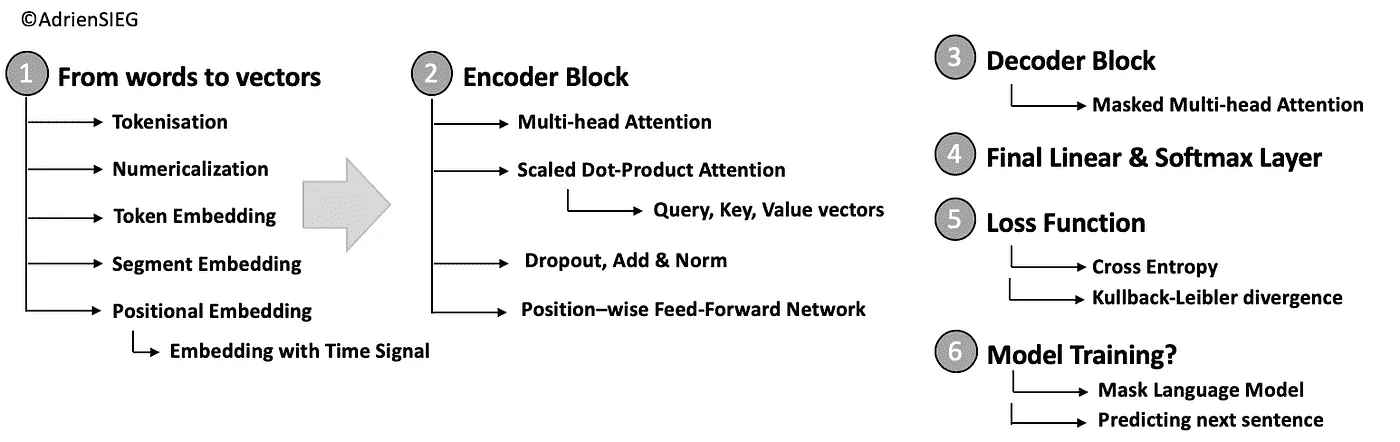 ©AdrienSIEG
1 From words to vectors
Tokenisation
Numericalization
Token Embedding
Segment Embedding
Positional Embedding
Embedding with Time Signal
2 Encoder Block
Multi-head Attention
Scaled Dot-Product Attention
Query, Key, Value vectors
Dropout, Add & Norm
Position–wise Feed-Forward Network
3 Decoder Block
Masked Multi-head Attention
4 Final Linear & Softmax Layer
5 Loss Function
Cross Entropy
Kullback-Leibler divergence
6 Model Training?
Mask Language Model
Predicting next sentence